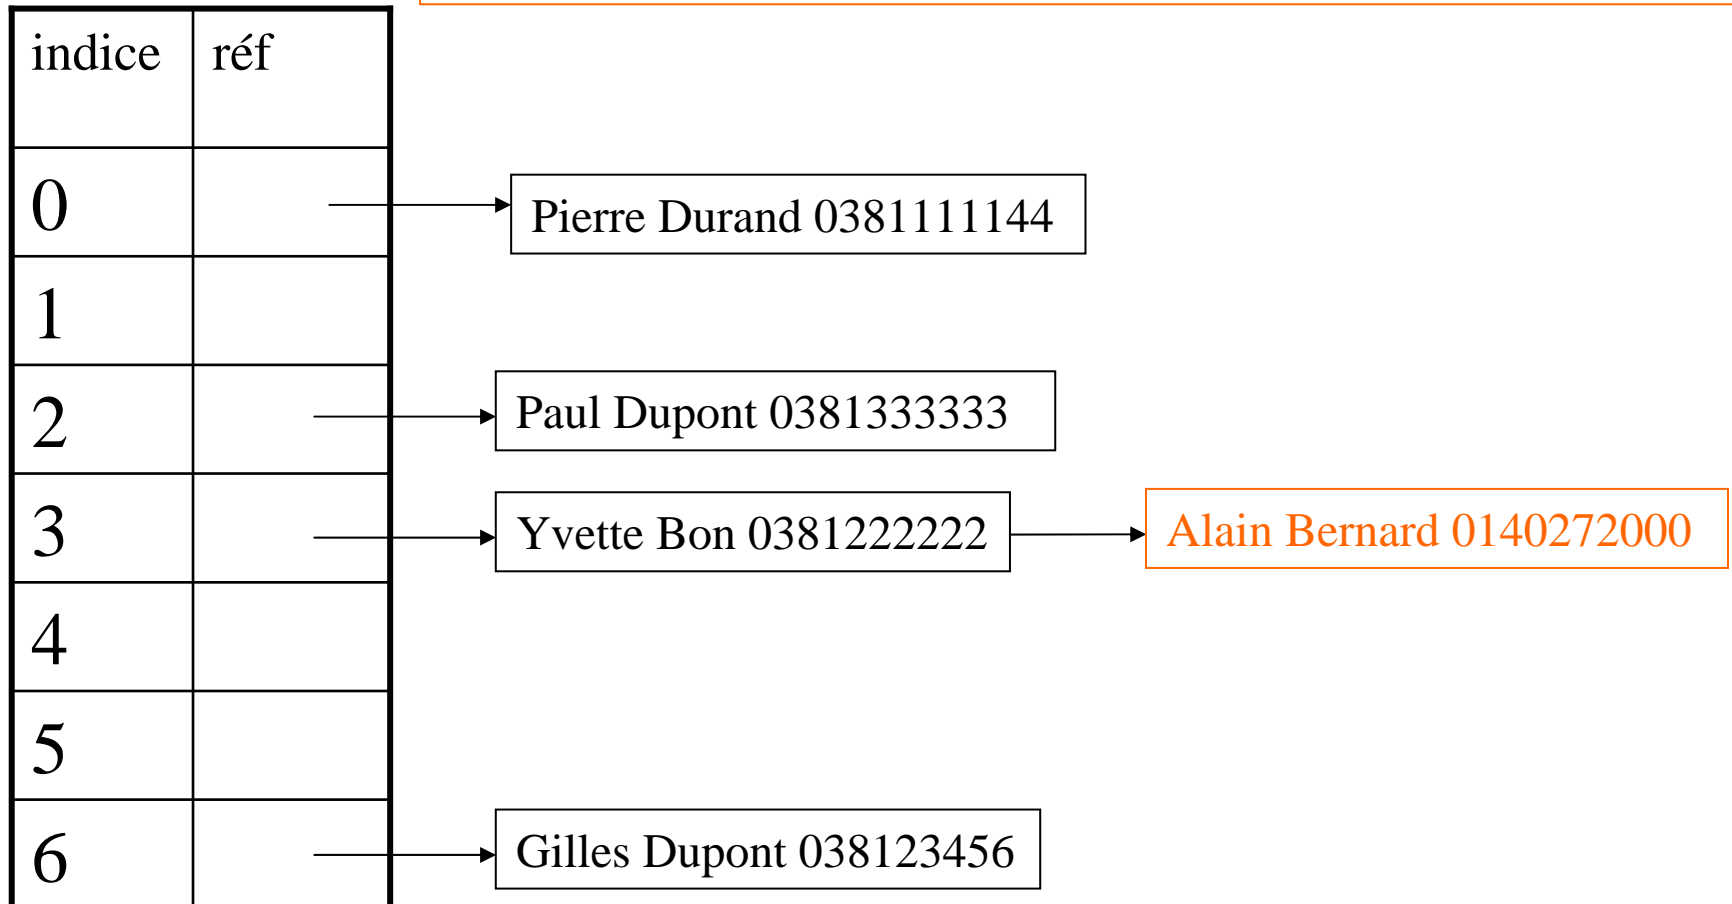 indice réf
0 Pierre Durand 0381111144
1
2 Paul Dupont 0381333333
3 Yvette Bon 0381222222 Alain Bernard 0140272000
4
5
6 Gilles Dupont 038123456